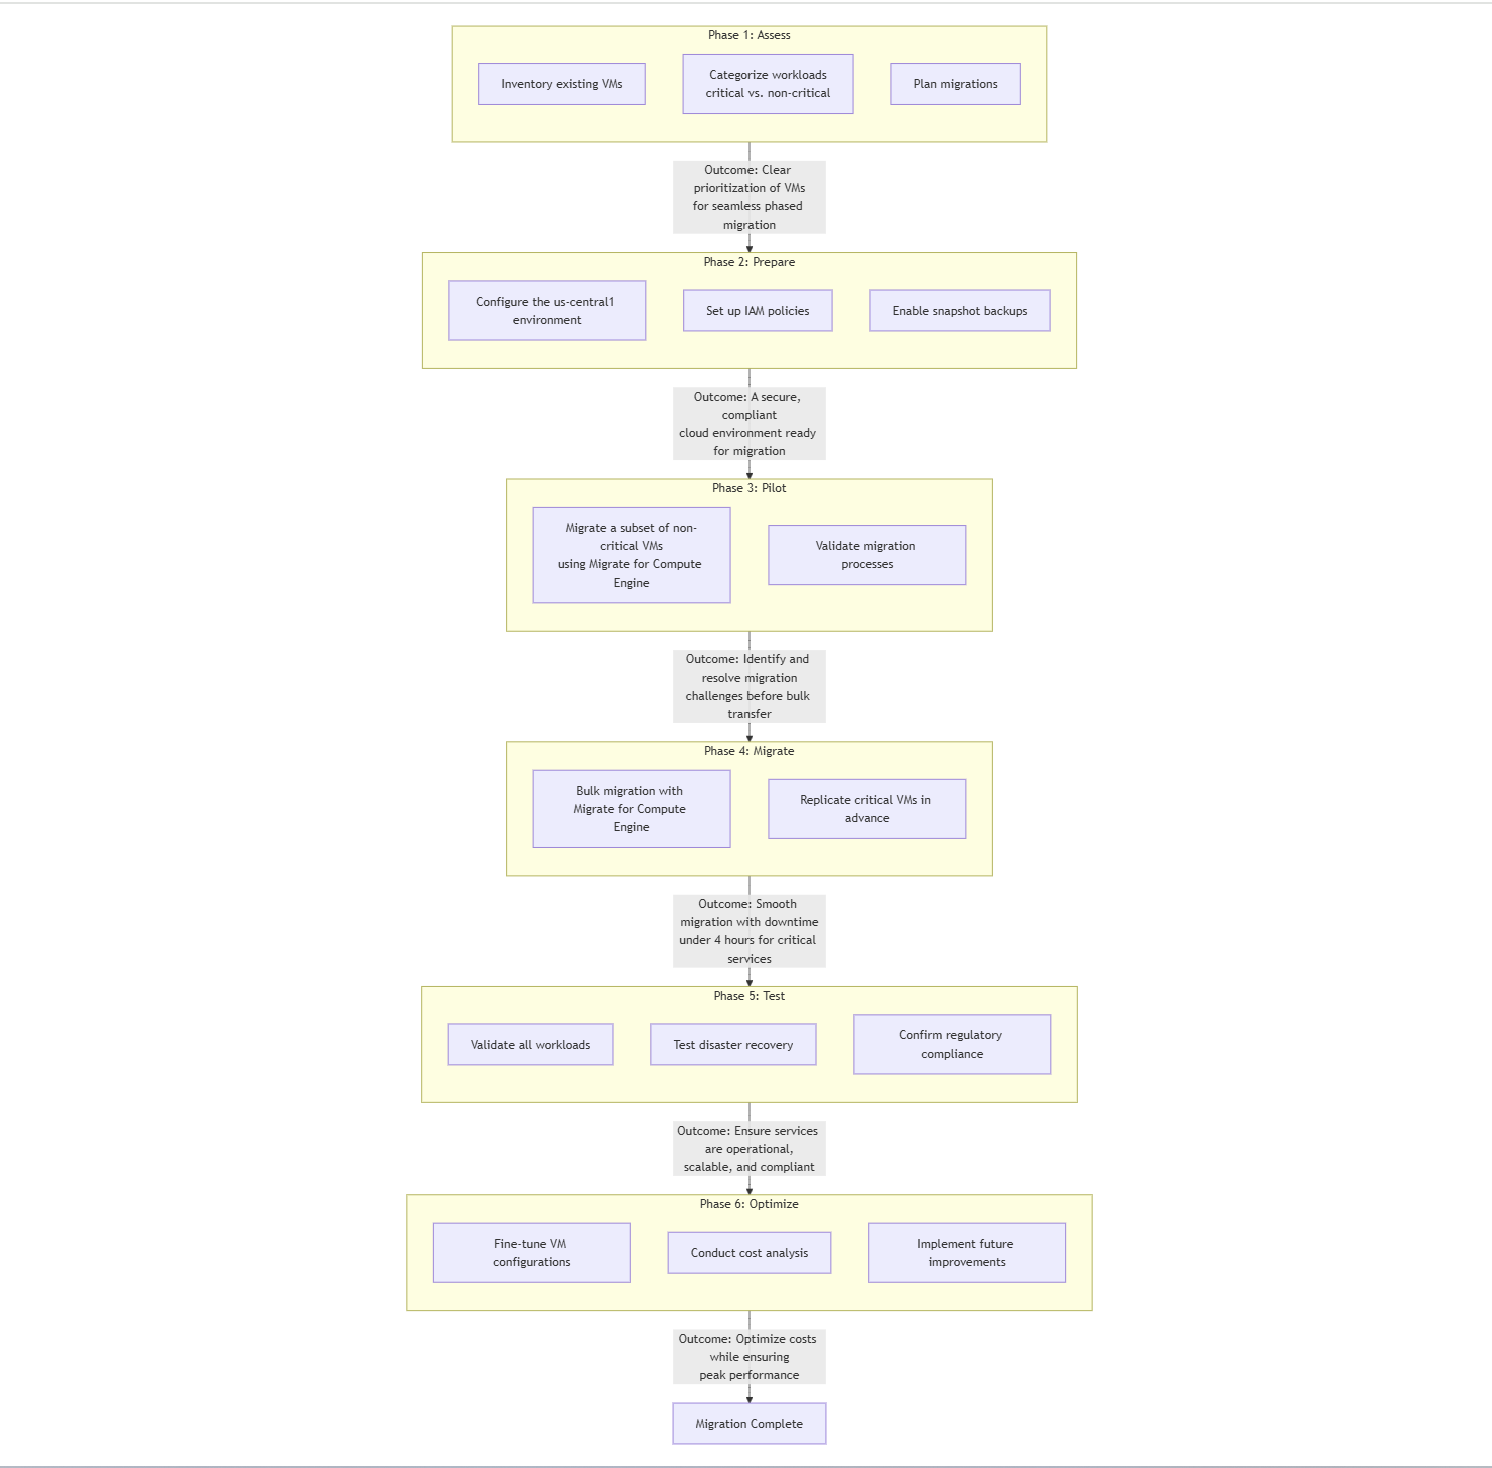 Phase 1: Assess
Inventory existing VMs
Categorize workloads
critical vs. non-critical
Plan migrations
Outcome: Clear
prioritization of VMs
for seamless phased
migration
Phase 2: Prepare
Configure the us-central1
environment
Set up IAM policies
Enable snapshot backups
Outcome: A secure,
compliant
cloud environment ready
for migration
Phase 3: Pilot
Migrate a subset of non-
critical VMs
using Migrate for Compute
Engine
Validate migration
processes
Outcome: Identify and
resolve migration
challenges before bulk
transfer
Phase 4: Migrate
Bulk migration with
Migrate for Compute
Engine
Replicate critical VMs in
advance
Outcome: Smooth
migration with downtime
under 4 hours for critical
services
Phase 5: Test
Validate all workloads
Test disaster recovery
Confirm regulatory
compliance
Outcome: Ensure services
are operational,
scalable, and compliant
Phase 6: Optimize
Fine-tune VM
configurations
Conduct cost analysis
Implement future
improvements
Outcome: Optimize costs
while ensuring
peak performance
Migration Complete